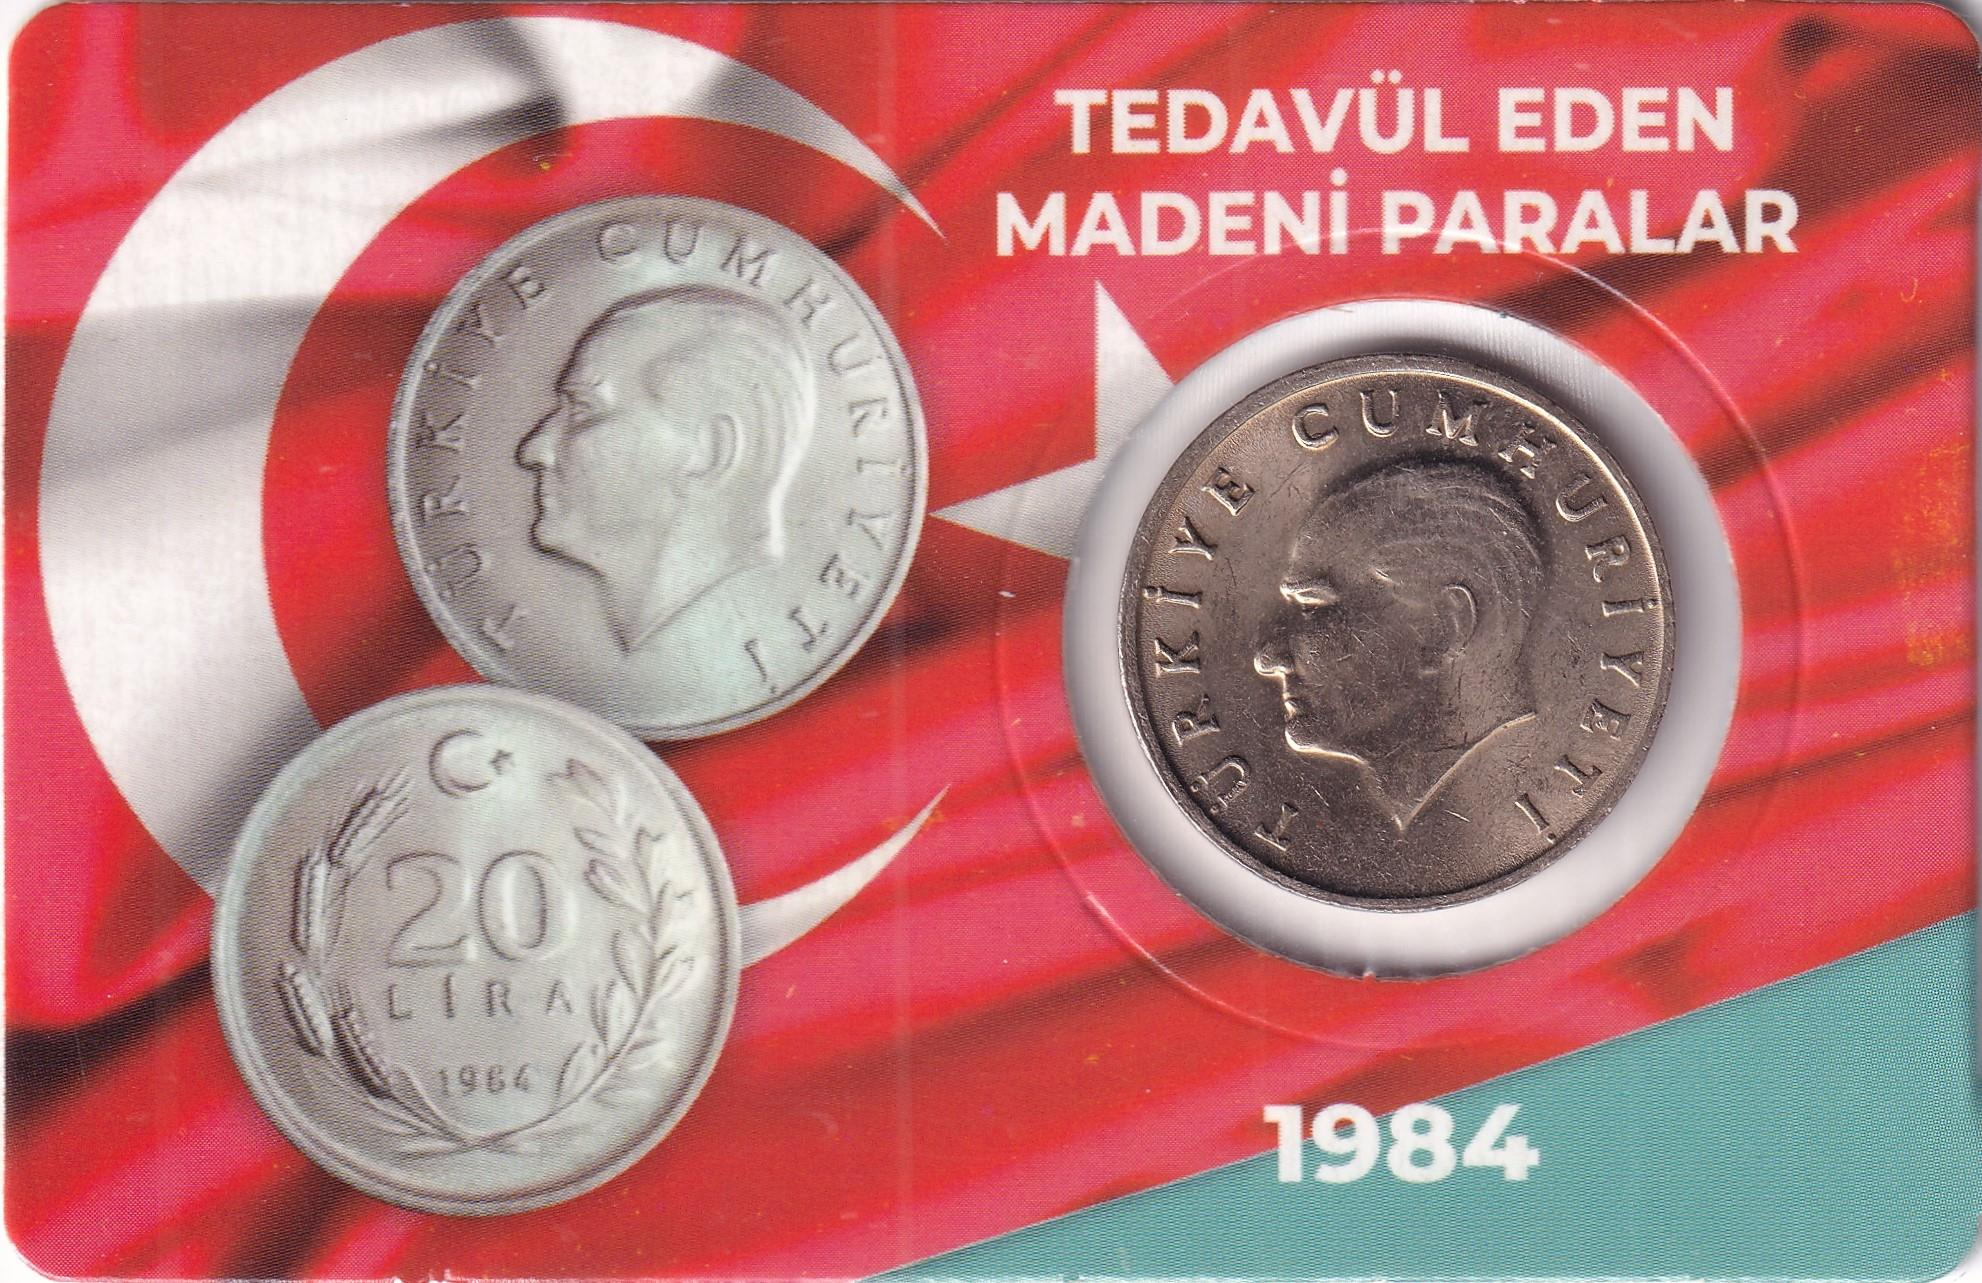 TEDAVÜL EDEN
MADENİ PARALAR
TÜRKİYE CUMHURİYETİ
TÜRKİYE CUMHURİYETİ
20
LİRA
1984
1984